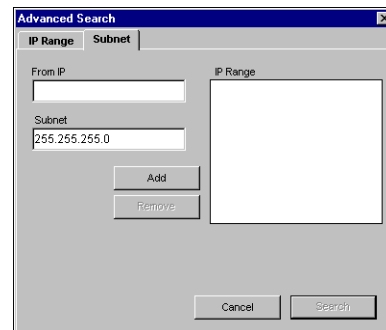 Advanced Search
IP Range Subnet
From IP
IP Range
Subnet
255.255.255.0
Add
Remove
Cancel Search